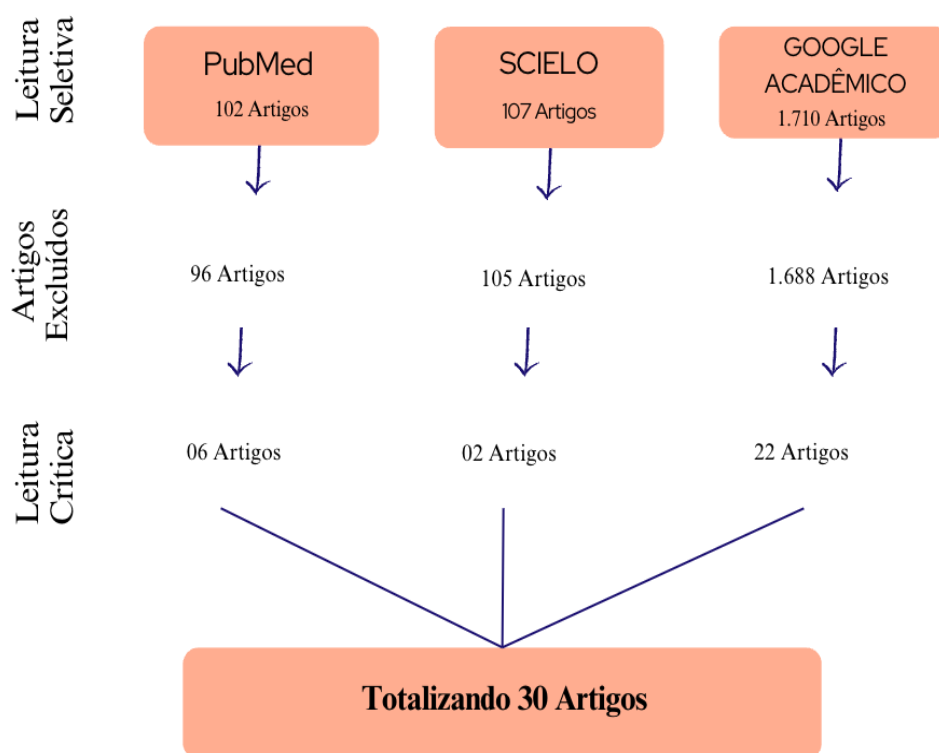 Leitura
Seletiva
PubMed
102 Artigos
SCIELO
107 Artigos
GOOGLE
ACADÊMICO
1.710 Artigos
Artigos
Excluídos
96 Artigos
105 Artigos
1.688 Artigos
Leitura
Crítica
06 Artigos
02 Artigos
22 Artigos
Totalizando 30 Artigos